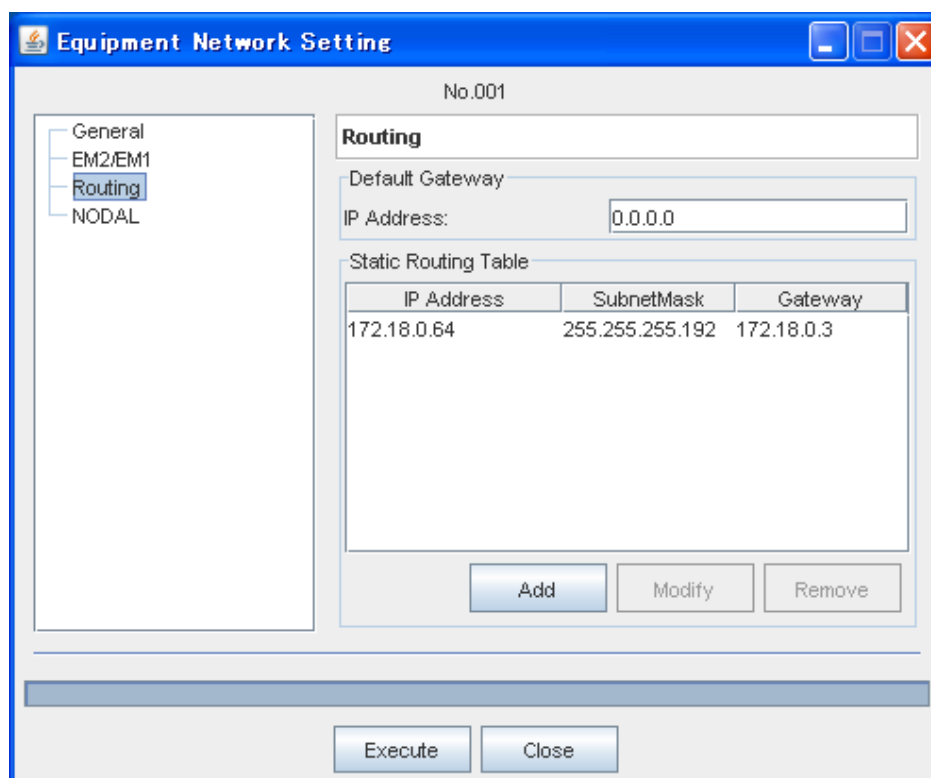 Equipment Network Setting
No.001
General
EM2/EM1
Routing
NODAL
Routing
Default Gateway
IP Address: 0.0.0.0
Static Routing Table
IP Address SubnetMask Gateway
172.18.0.64 255.255.255.192 172.18.0.3
Add Modify Remove
Execute Close